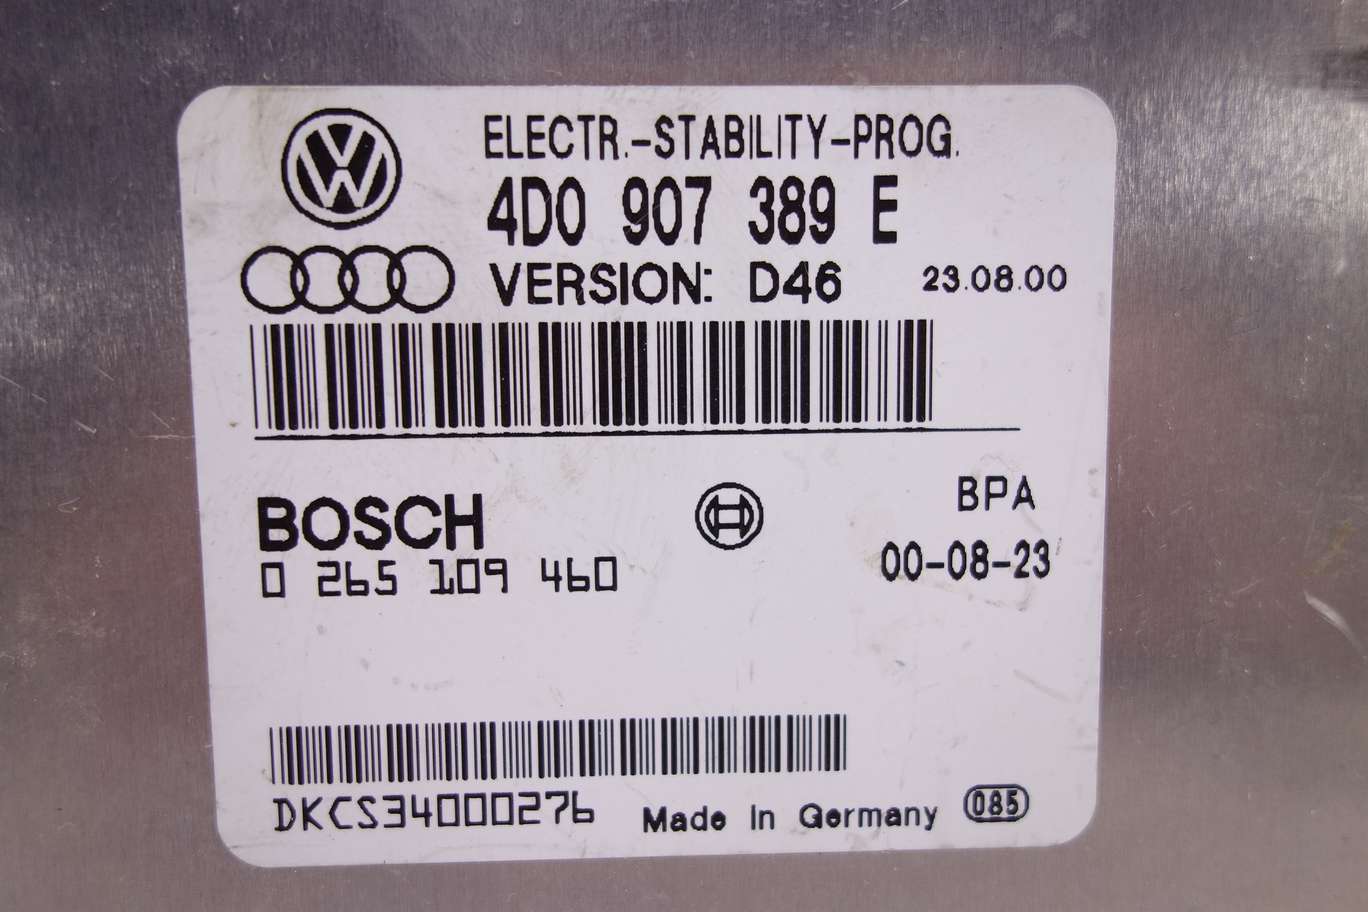 ELECTR.-STABILITY-PROG.
4D0 907 389 E
VERSION: D46 23.08.00
BOSCH
BPA
0 265 109 460
00-08-23
DKCS34000276
Made In Germany 085